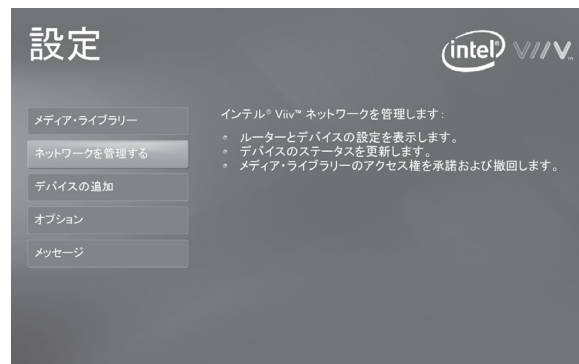 設定
intel® VIIV™
メディア・ライブラリー
ネットワークを管理する
デバイスの追加
オプション
メッセージ
インテル® Viiv™ ネットワークを管理します:
ルーターとデバイスの設定を表示します。
デバイスのステータスを更新します。
メディア・ライブラリーのアクセス権を承諾および撤回します。